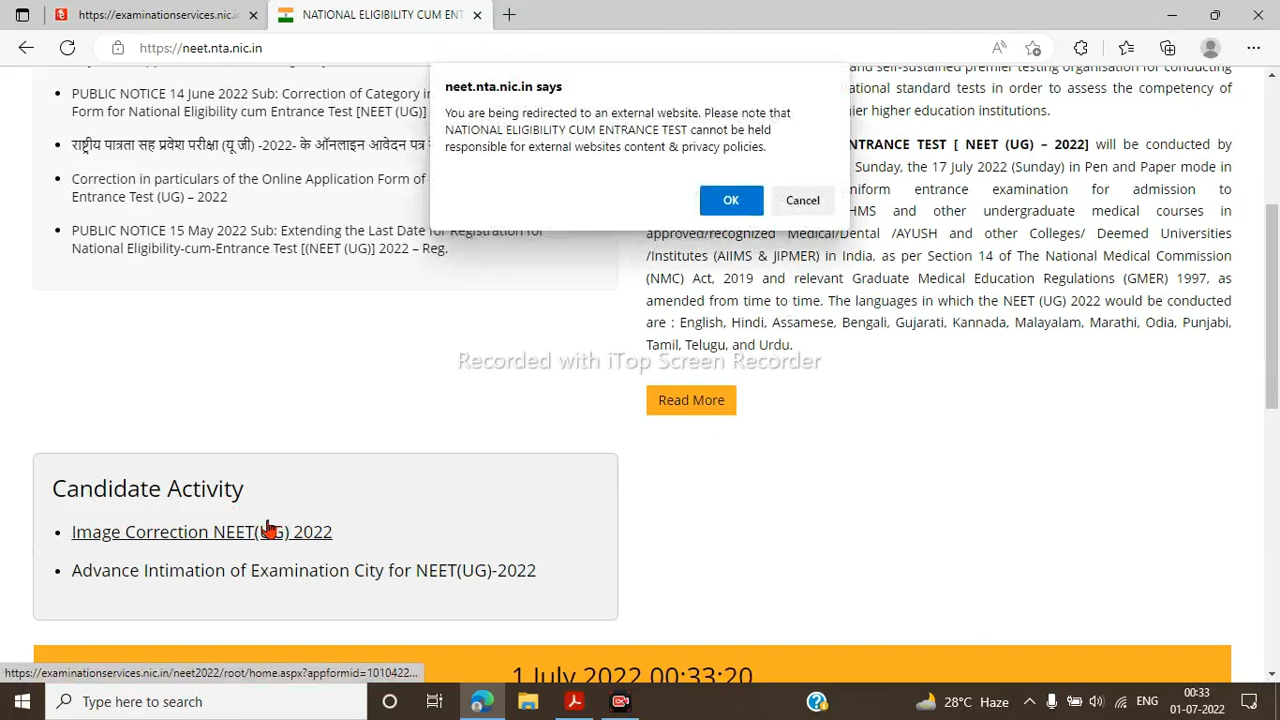 https://examinationservices.nic.in
NATIONAL ELIGIBILITY CUM ENT
https://neet.nta.nic.in
neet.nta.nic.in says
You are being redirected to an external website. Please note that
NATIONAL ELIGIBILITY CUM ENTRANCE TEST cannot be held
responsible for external websites content & privacy policies.
OK
Cancel
PUBLIC NOTICE 14 June 2022 Sub: Correction of Category in
Form for National Eligibility cum Entrance Test [NEET (UG)]
राष्ट्रीय पात्रता सह प्रवेश परीक्षा (यू जी) -2022- के ऑनलाइन आवेदन पत्र
Correction in particulars of the Online Application Form of
Entrance Test (UG) – 2022
PUBLIC NOTICE 15 May 2022 Sub: Extending the Last Date for Registration for
National Eligibility-cum-Entrance Test [(NEET (UG)] 2022 – Reg.
and self-sustained premier testing organisation for conducting
national standard tests in order to assess the competency of
higher education institutions.
ENTRANCE TEST [ NEET (UG) – 2022] will be conducted by
Sunday, the 17 July 2022 (Sunday) in Pen and Paper mode in
uniform entrance examination for admission to
and other undergraduate medical courses in
approved/recognized Medical/Dental /AYUSH and other Colleges/ Deemed Universities
/Institutes (AIIMS & JIPMER) in India, as per Section 14 of The National Medical Commission
(NMC) Act, 2019 and relevant Graduate Medical Education Regulations (GMER) 1997, as
amended from time to time. The languages in which the NEET (UG) 2022 would be conducted
are : English, Hindi, Assamese, Bengali, Gujarati, Kannada, Malayalam, Marathi, Odia, Punjabi,
Tamil, Telugu, and Urdu.
Recorded with iTop Screen Recorder
Read More
Candidate Activity
Image Correction NEET(UG) 2022
Advance Intimation of Examination City for NEET(UG)-2022
1 July 2022 00:33:20
https://examinationservices.nic.in/neet2022/root/home.aspx?appformid=1010422...
Type here to search
28°C Haze
ENG
00:33
01-07-2022